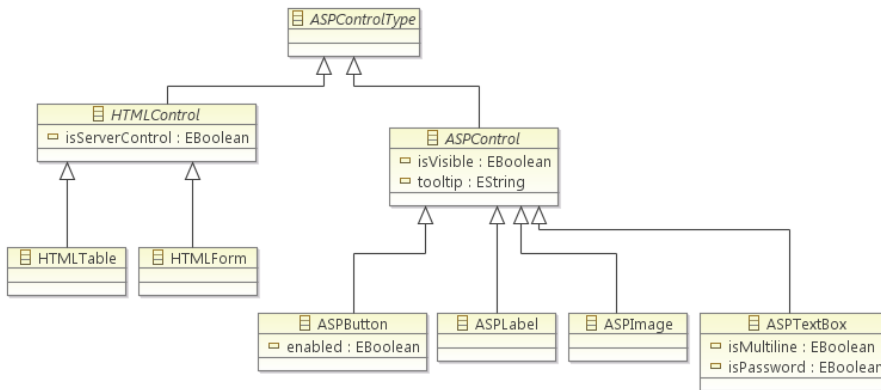 ASPControlType
HTMLControl
isServerControl : EBoolean
ASPControl
isVisible : EBoolean
tooltip : EString
HTMLTable
HTMLForm
ASPButton
enabled : EBoolean
ASPLabel
ASPImage
ASPTextBox
isMultiline : EBoolean
isPassword : EBoolean